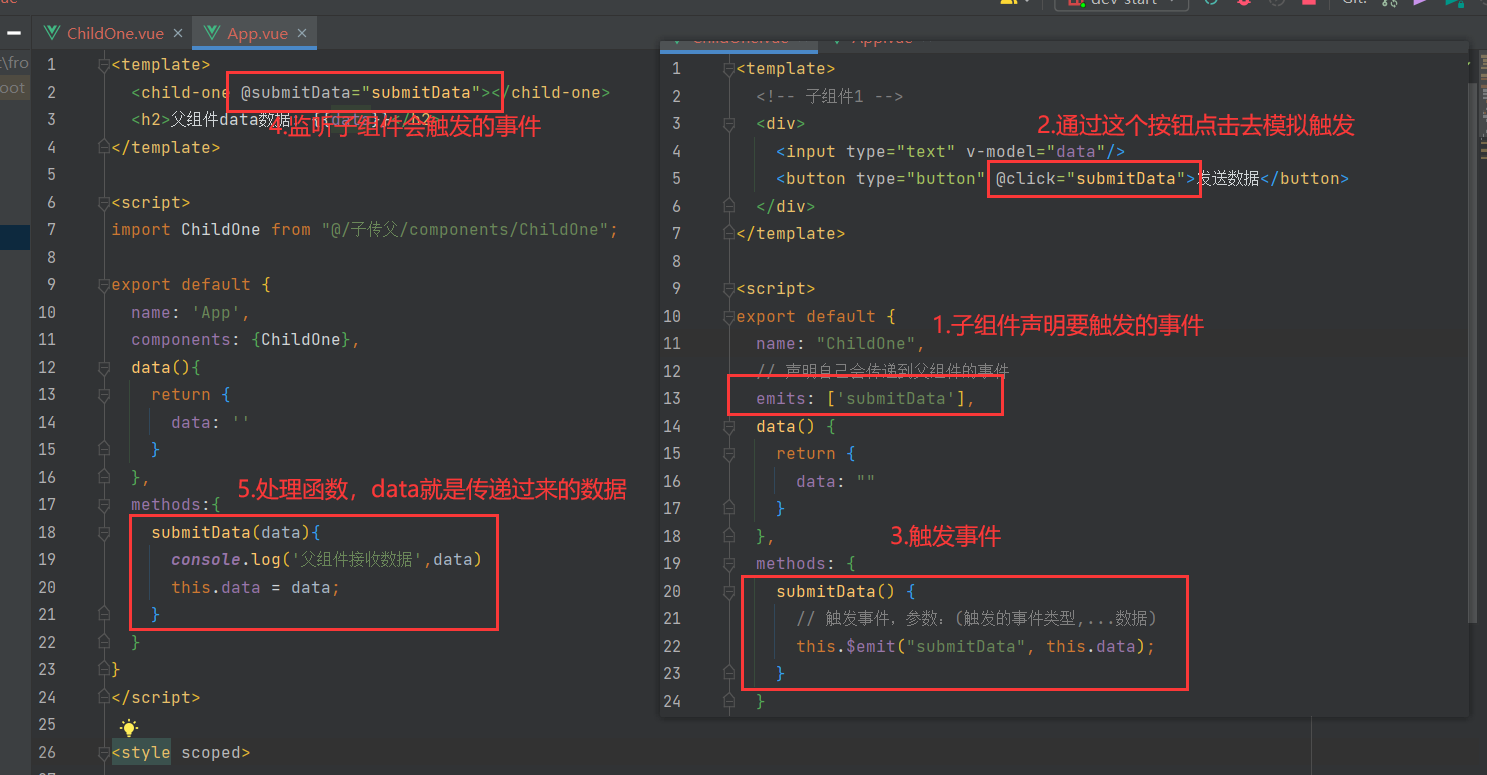 dev start
Git:
ChildOne.vue
App.vue
1 <template>
2 <child-one @submitData="submitData"></child-one>
3 <h2>父组件data数据
4.监听子组件会触发的事件
4 </template>
5
6 <script>
7 import ChildOne from "@/子传父/components/ChildOne";
8
9 export default {
10 name: 'App',
11 components: {ChildOne},
12 data(){
13 return {
14 data: ''
15 }
16 },
5.处理函数，data就是传递过来的数据
17 methods:{
18 submitData(data){
19 console.log('父组件接收数据',data)
20 this.data = data;
21 }
22 }
23 }
24 </script>
25
26 <style scoped>
1 <template>
2 <!-- 子组件1 -->
3 <div>
2.通过这个按钮点击去模拟触发
4 <input type="text" v-model="data"/>
5 <button type="button" @click="submitData">发送数据</button>
6 </div>
7 </template>
8
9 <script>
10 export default {
1.子组件声明要触发的事件
11 name: "ChildOne",
12 // 声明自己会传递到父组件的事件
13 emits: ['submitData'],
14 data() {
15 return {
16 data: ""
17 }
18 },
3.触发事件
19 methods: {
20 submitData() {
21 // 触发事件，参数：(触发的事件类型,...数据)
22 this.$emit("submitData", this.data);
23 }
24 }